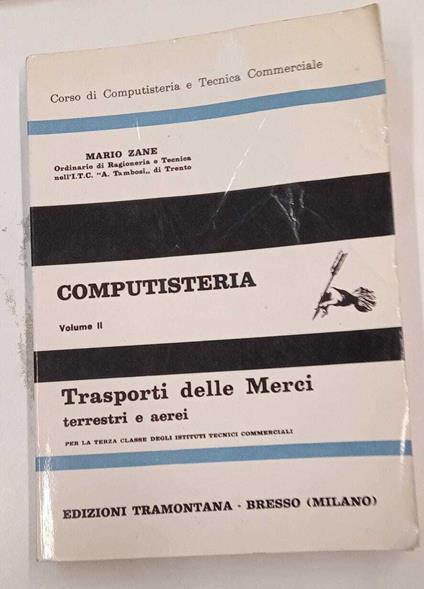 Corso di Computisteria e Tecnica Commerciale
MARIO ZANE
Ordinario di Ragioneria e Tecnica
nell'I.T.C. "A. Tambosi„ di Trento
COMPUTISTERIA
Volume II
Trasporti delle Merci
terrestri e aerei
PER LA TERZA CLASSE DEGLI ISTITUTI TECNICI COMMERCIALI
EDIZIONI TRAMONTANA - BRESSO (MILANO)